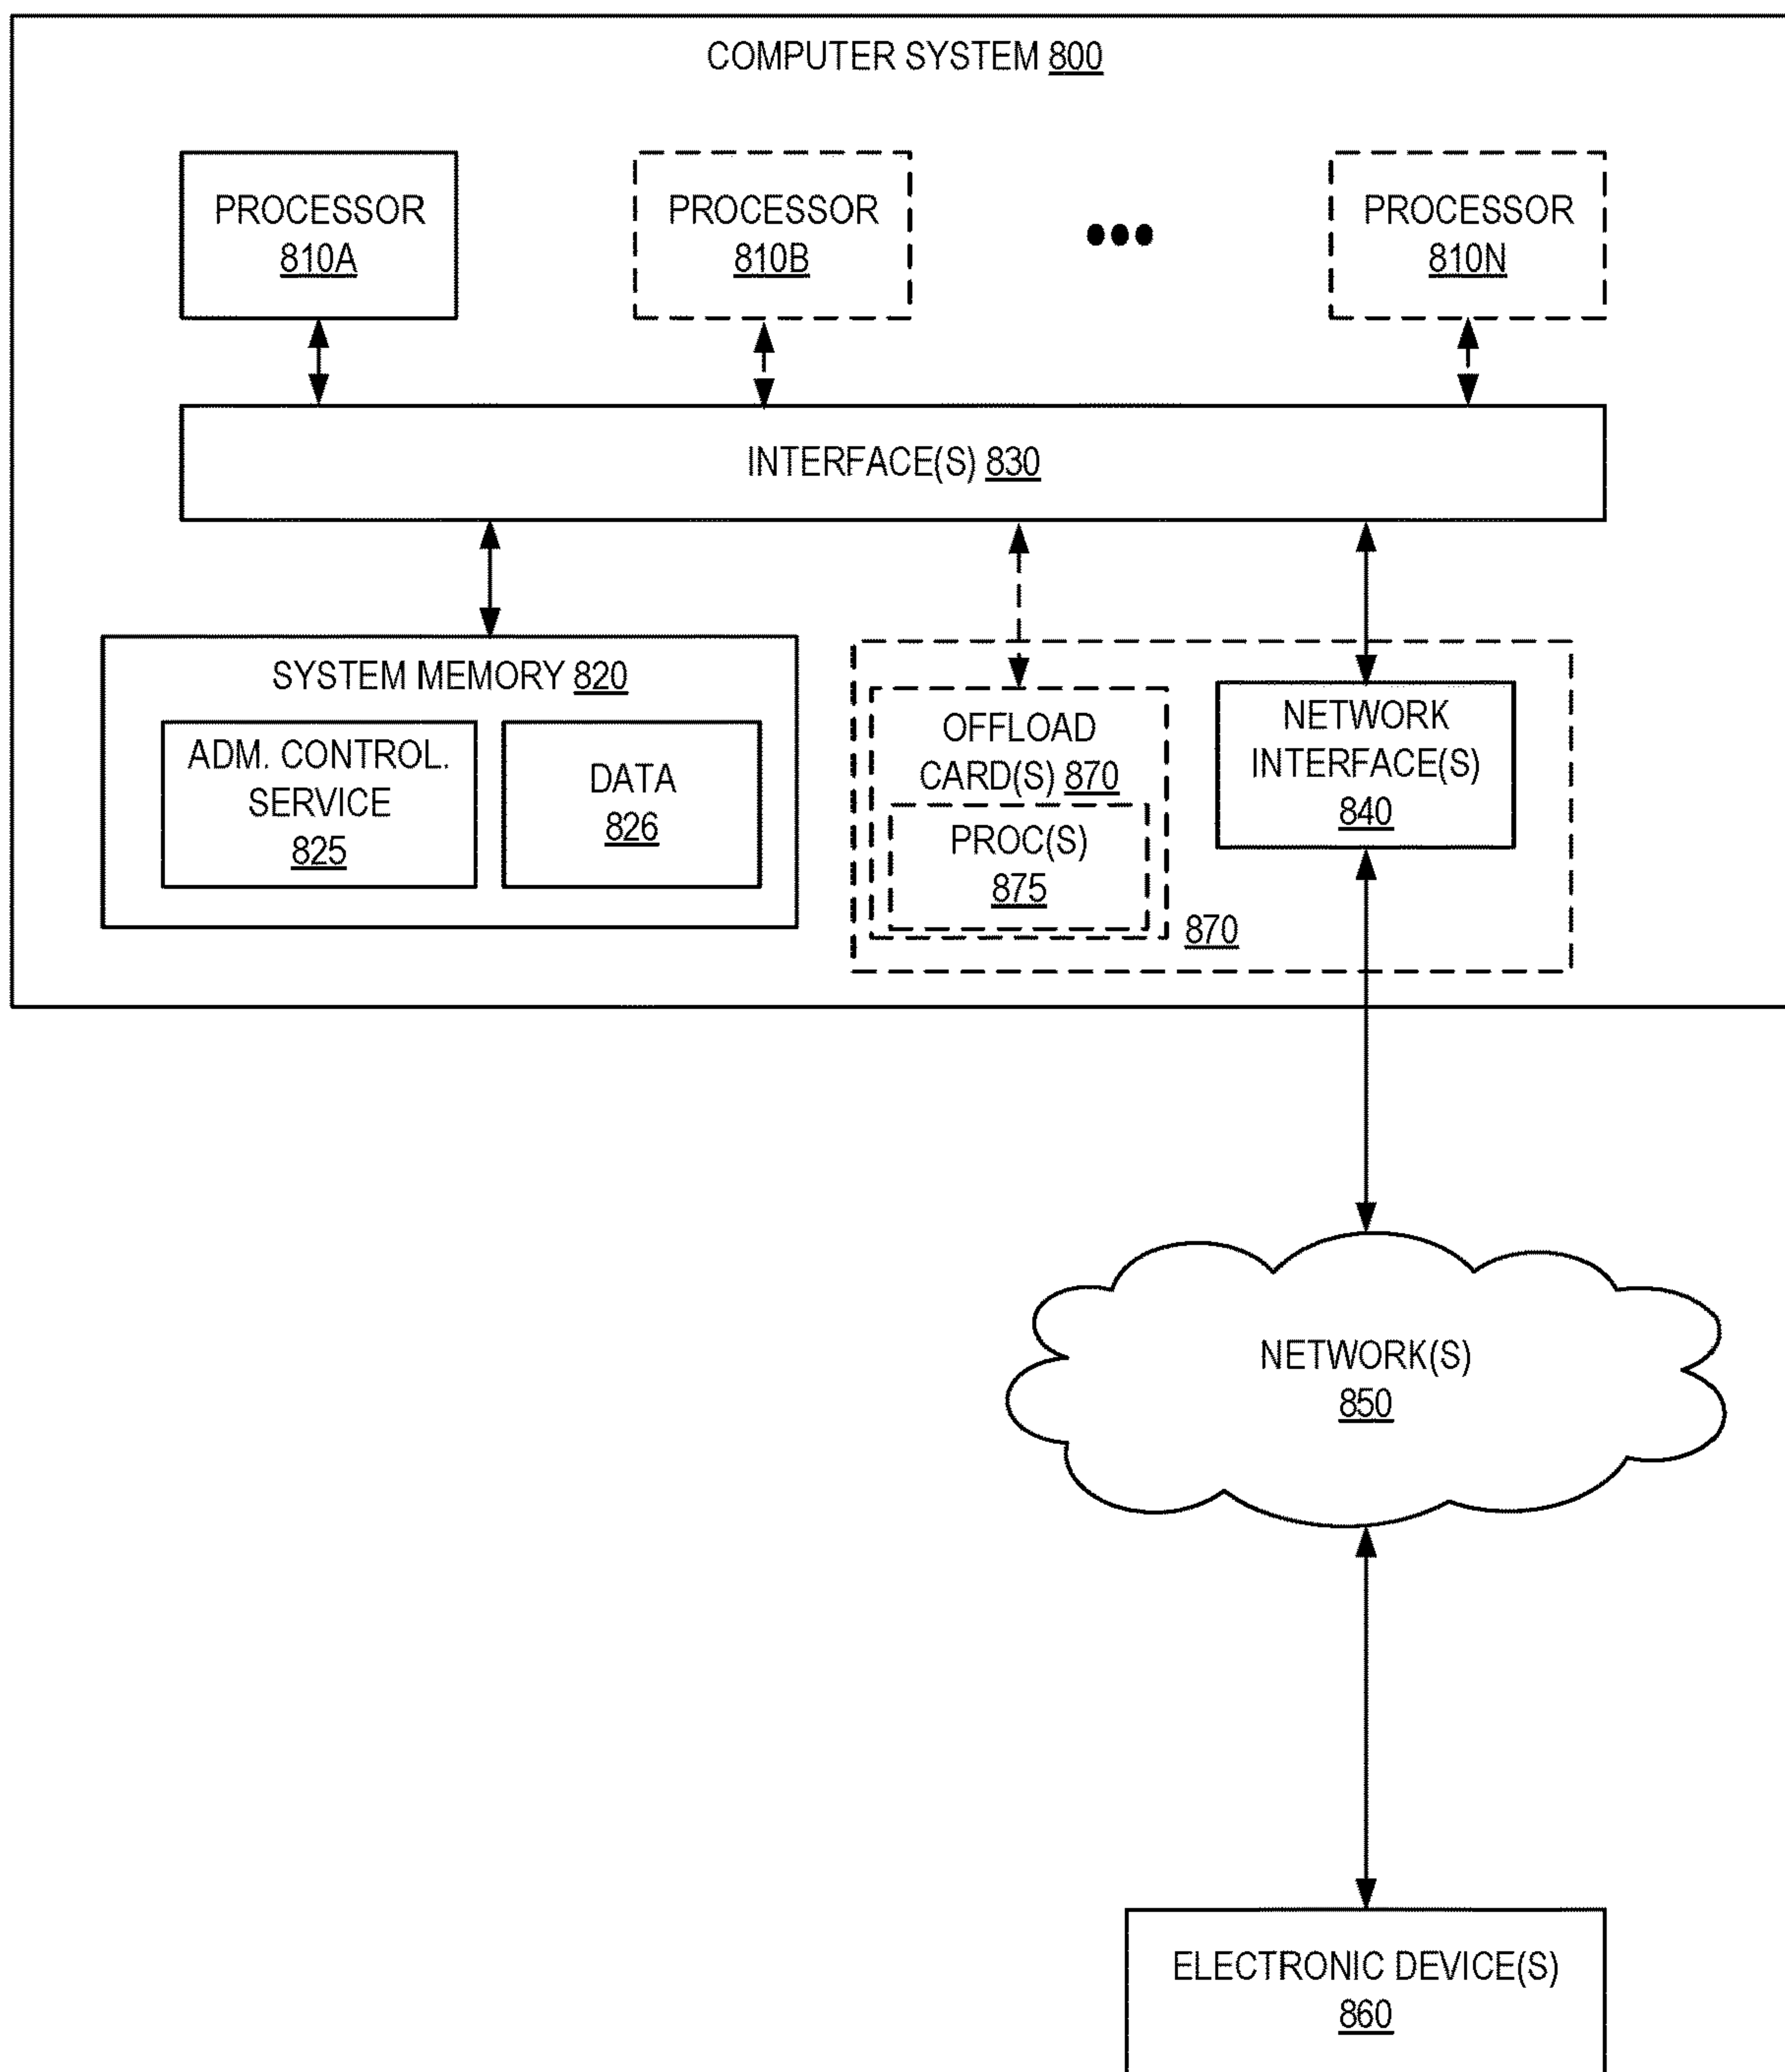 COMPUTER SYSTEM 800
PROCESSOR
810A
PROCESSOR
810B
PROCESSOR
810N
INTERFACE(S) 830
SYSTEM MEMORY 820
ADM. CONTROL.
SERVICE
825
DATA
826
OFFLOAD
CARD(S) 870
PROC(S)
875
NETWORK
INTERFACE(S)
840
870
NETWORK(S)
850
ELECTRONIC DEVICE(S)
860